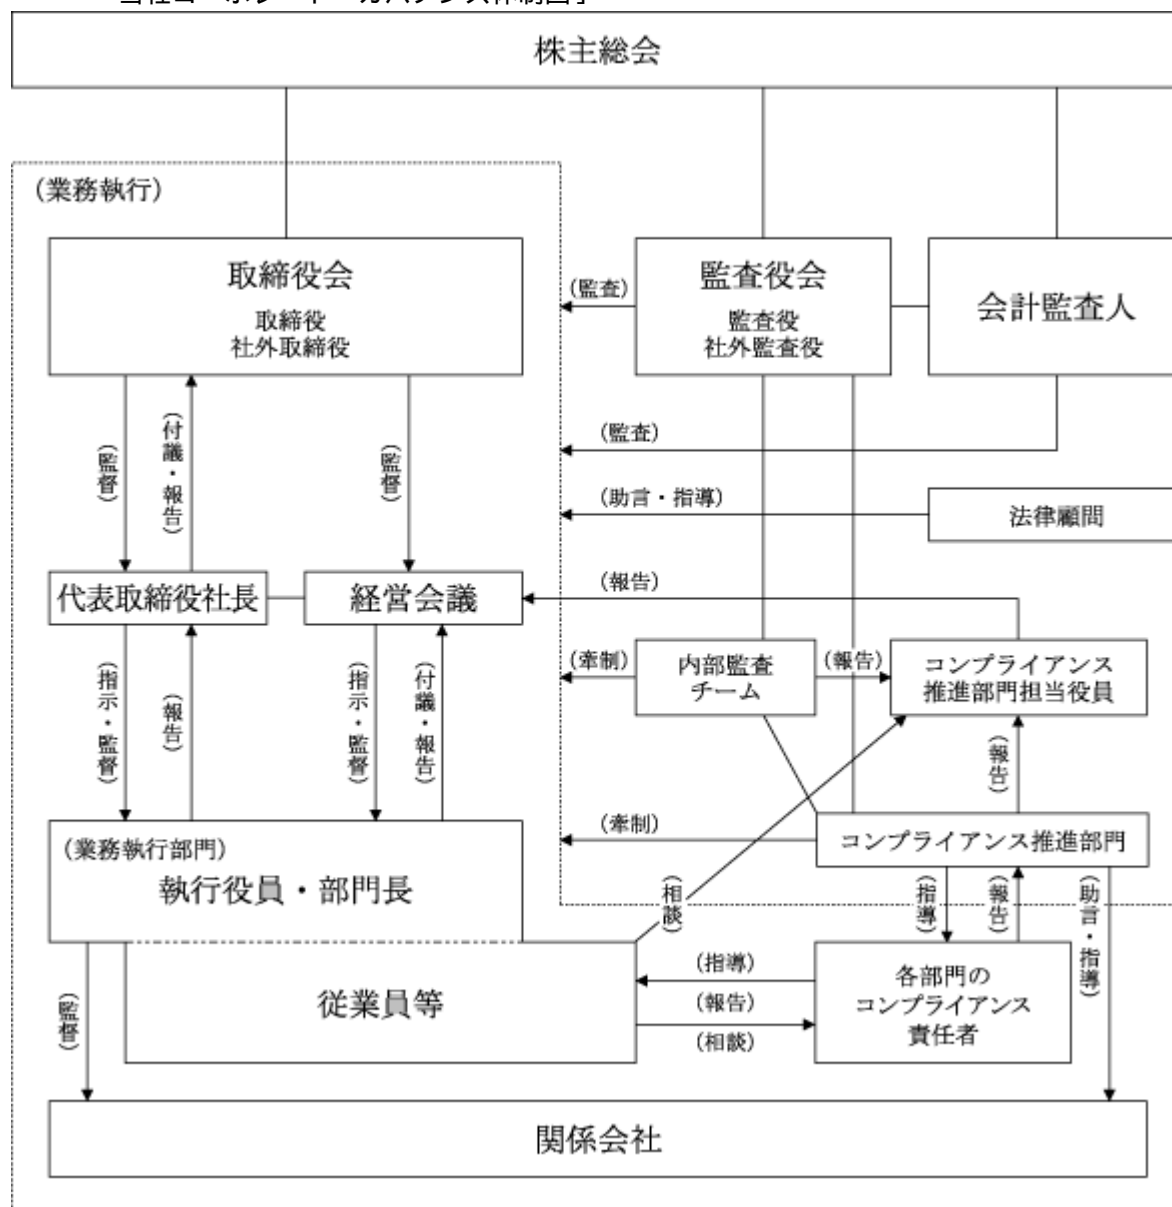 株主総会
(業務執行)
取締役会
取締役
社外取締役
(監査)
監査役会
監査役
社外監査役
会計監査人
(監督)
(付議・報告)
(監督)
(監査)
(助言・指導)
法律顧問
代表取締役社長
経営会議
(報告)
(指示・監督)
(報告)
(指示・監督)
(付議・報告)
(牽制)
内部監査
チーム
(報告)
コンプライアンス
推進部門担当役員
(報告)
(業務執行部門)
執行役員・部門長
(牽制)
コンプライアンス推進部門
(相談)
(指導)
(報告)
(助言・指導)
従業員等
(指導)
(報告)
(相談)
各部門の
コンプライアンス
責任者
(監督)
関係会社